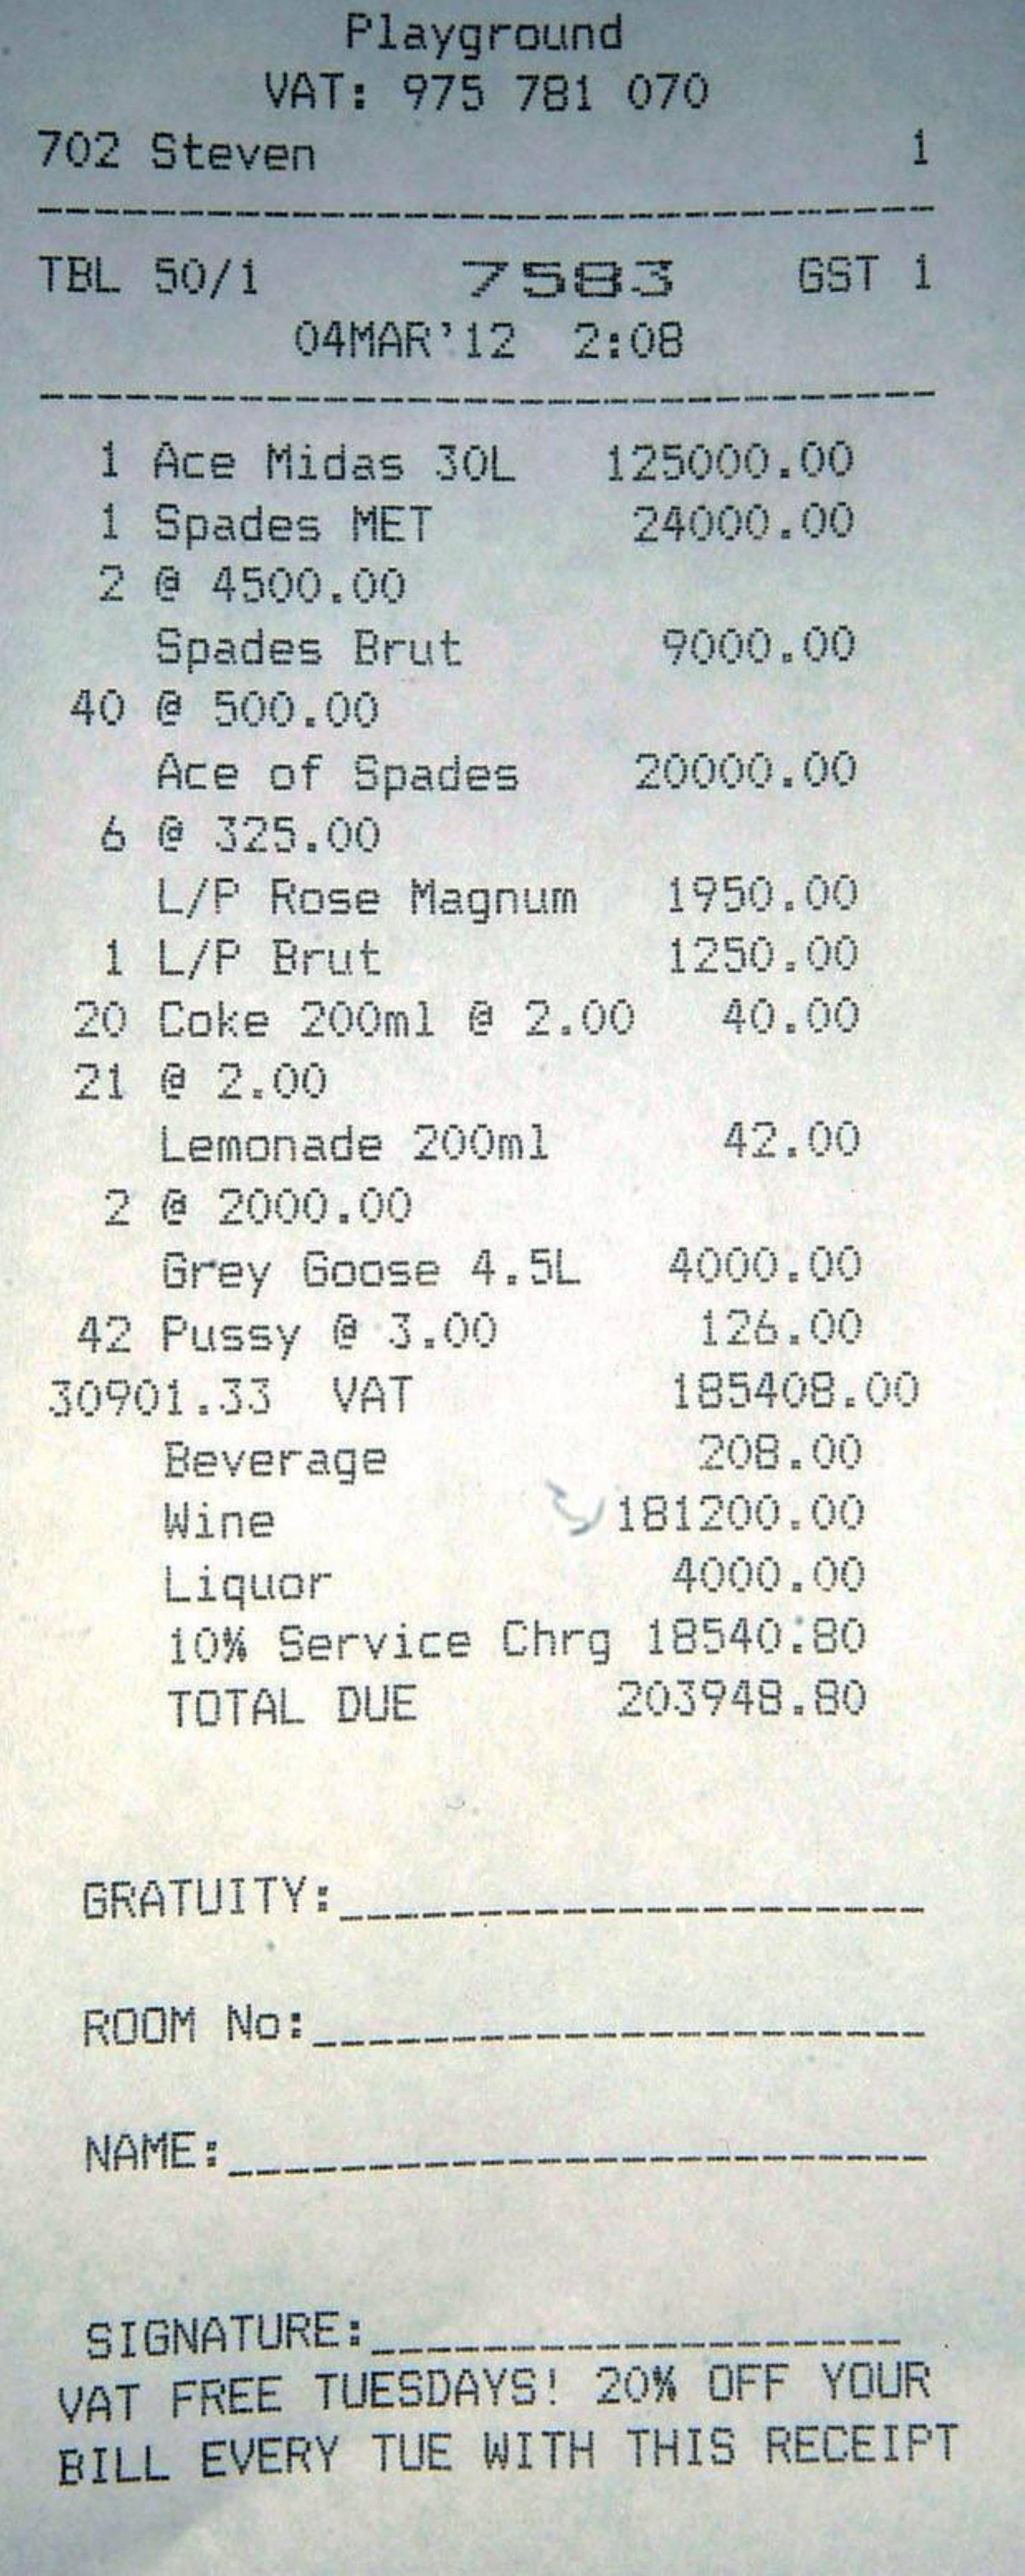 Playground
VAT: 975 781 070
702 Steven 1
TBL 50/1 7583 GST 1
04MAR'12 2:08
1 Ace Midas 30L 125000.00
1 Spades MET 24000.00
2 @ 4500.00
Spades Brut 9000.00
40 @ 500.00
Ace of Spades 20000.00
6 @ 325.00
L/P Rose Magnum 1950.00
1 L/P Brut 1250.00
20 Coke 200ml @ 2.00 40.00
21 @ 2.00
Lemonade 200ml 42.00
2 @ 2000.00
Grey Goose 4.5L 4000.00
42 Pussy @ 3.00 126.00
30901.33 VAT 185408.00
Beverage 208.00
Wine 181200.00
Liquor 4000.00
10% Service Chrg 18540.80
TOTAL DUE 203948.80
GRATUITY:
ROOM No:
NAME:
SIGNATURE:
VAT FREE TUESDAYS! 20% OFF YOUR
BILL EVERY TUE WITH THIS RECEIPT